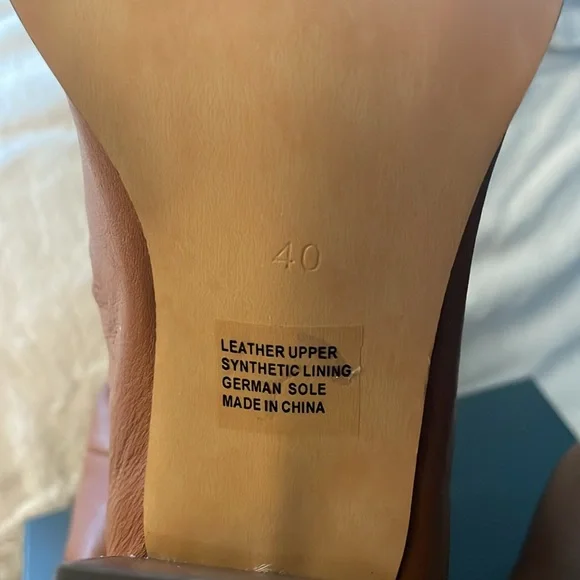 40
LEATHER UPPER
SYNTHETIC LINING
GERMAN SOLE
MADE IN CHINA